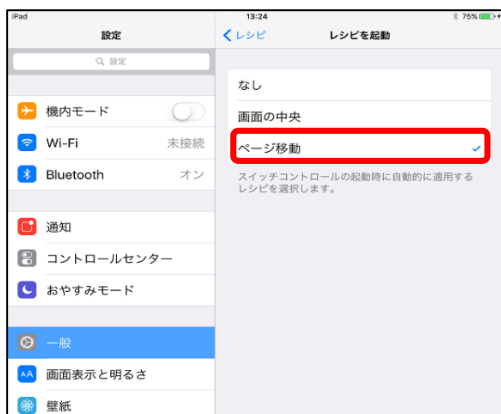 iPad
13:24
75%
設定
設定
機内モード
Wi-Fi 未接続
Bluetooth オン
通知
コントロールセンター
おやすみモード
一般
画面表示と明るさ
壁紙
レシピ レシピを起動
なし
画面の中央
ページ移動
スイッチコントロールの起動時に自動的に適用する
レシピを選択します。